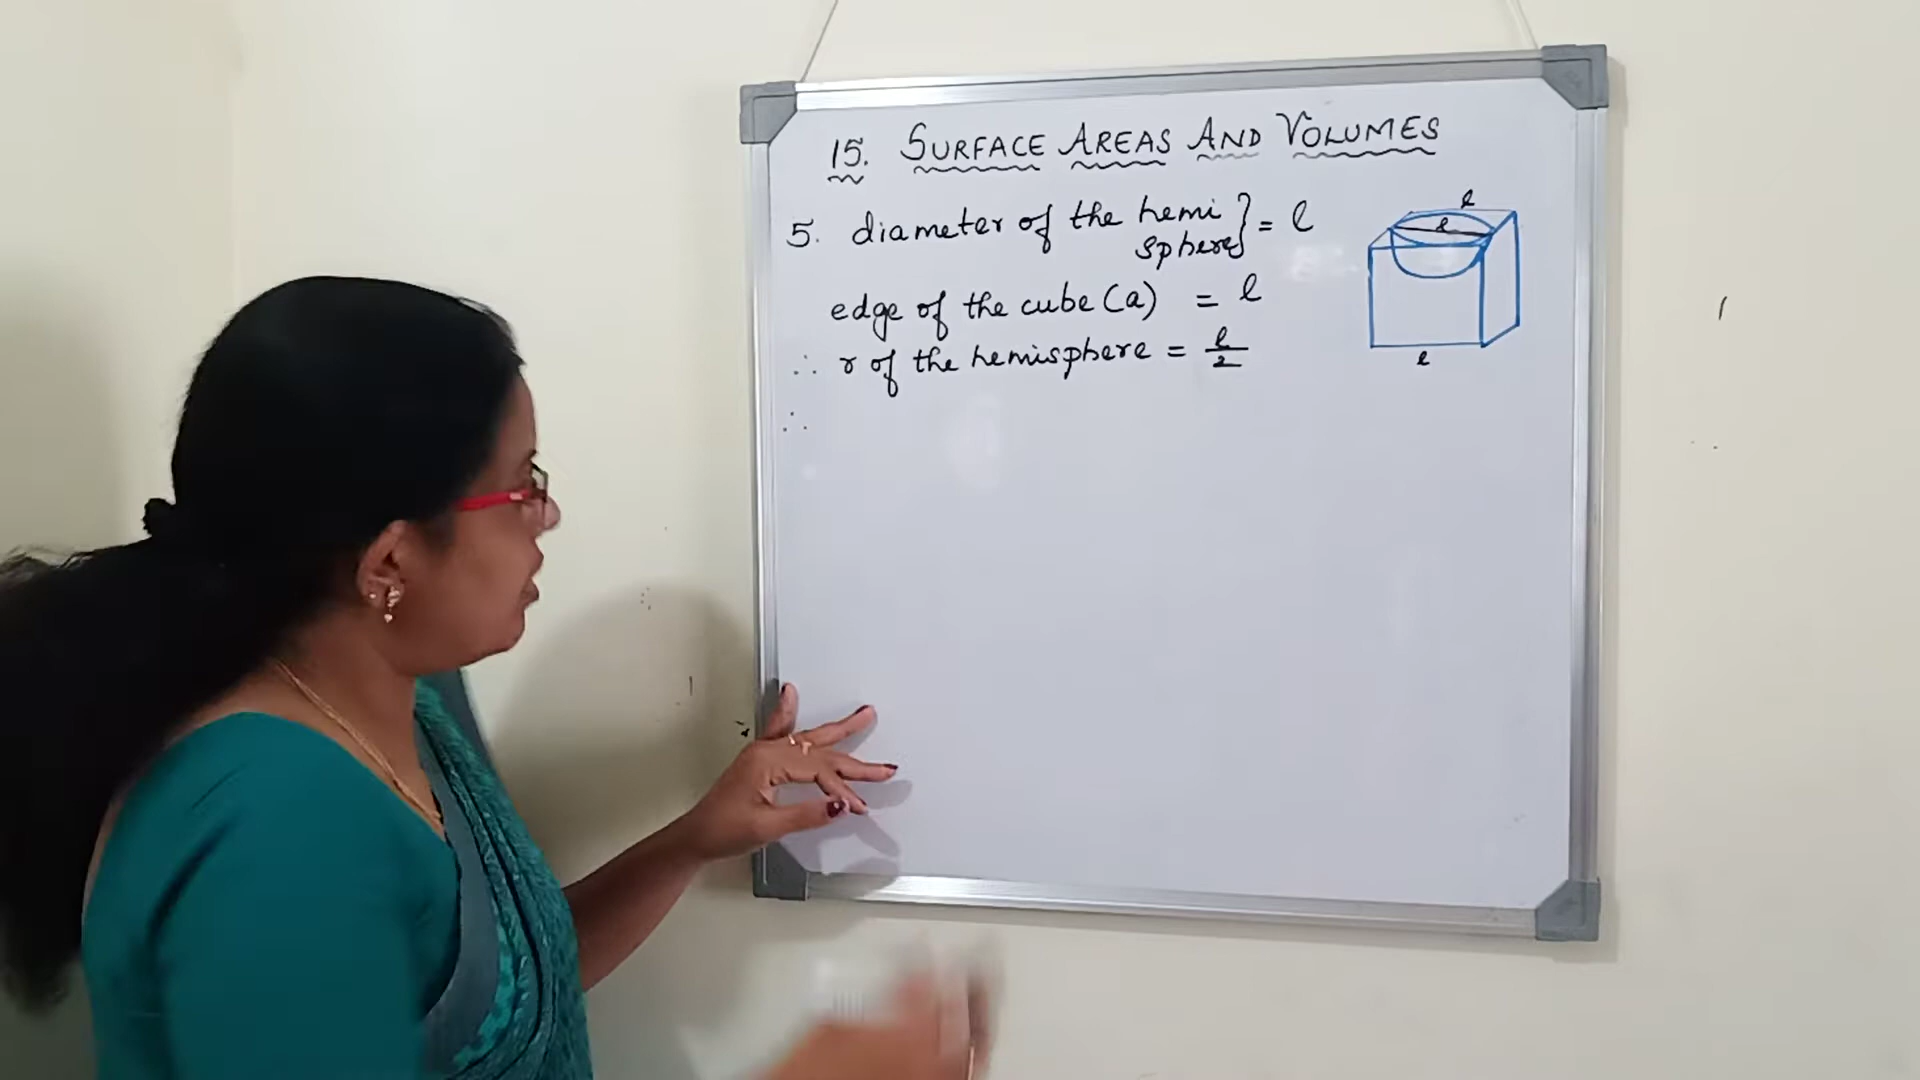 15. SURFACE AREAS AND VOLUMES
5. diameter of the hemi
sphere} = l
edge of the cube (a) = l
∴ r of the hemisphere = l/2
∴
l
l
l